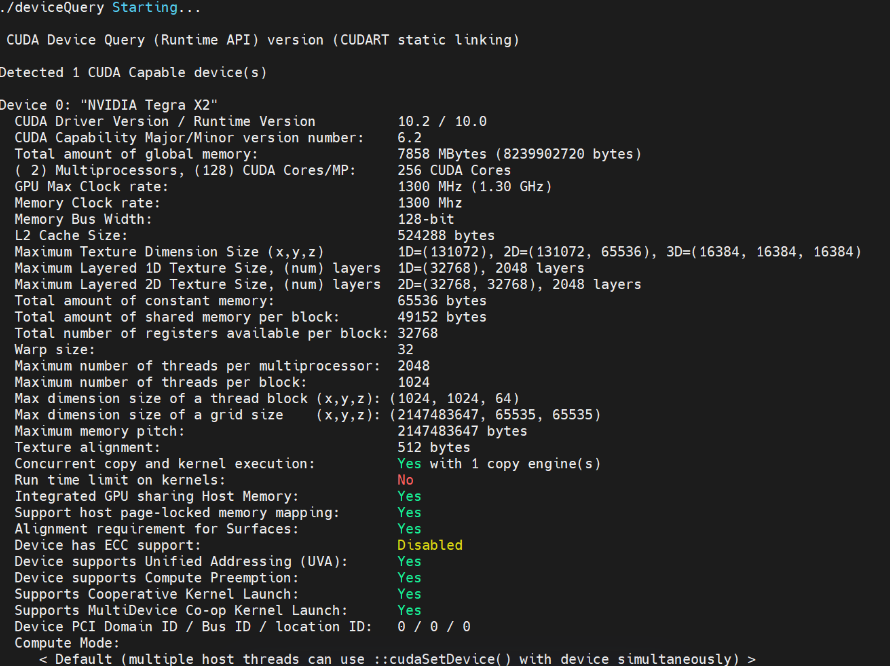 ./deviceQuery Starting...
CUDA Device Query (Runtime API) version (CUDART static linking)
Detected 1 CUDA Capable device(s)
Device 0: "NVIDIA Tegra X2"
CUDA Driver Version / Runtime Version 10.2 / 10.0
CUDA Capability Major/Minor version number: 6.2
Total amount of global memory: 7858 MBytes (8239902720 bytes)
( 2) Multiprocessors, (128) CUDA Cores/MP: 256 CUDA Cores
GPU Max Clock rate: 1300 MHz (1.30 GHz)
Memory Clock rate: 1300 Mhz
Memory Bus Width: 128-bit
L2 Cache Size: 524288 bytes
Maximum Texture Dimension Size (x,y,z) 1D=(131072), 2D=(131072, 65536), 3D=(16384, 16384, 16384)
Maximum Layered 1D Texture Size, (num) layers 1D=(32768), 2048 layers
Maximum Layered 2D Texture Size, (num) layers 2D=(32768, 32768), 2048 layers
Total amount of constant memory: 65536 bytes
Total amount of shared memory per block: 49152 bytes
Total number of registers available per block: 32768
Warp size: 32
Maximum number of threads per multiprocessor: 2048
Maximum number of threads per block: 1024
Max dimension size of a thread block (x,y,z): (1024, 1024, 64)
Max dimension size of a grid size (x,y,z): (2147483647, 65535, 65535)
Maximum memory pitch: 2147483647 bytes
Texture alignment: 512 bytes
Concurrent copy and kernel execution: Yes with 1 copy engine(s)
Run time limit on kernels: No
Integrated GPU sharing Host Memory: Yes
Support host page-locked memory mapping: Yes
Alignment requirement for Surfaces: Yes
Device has ECC support: Disabled
Device supports Unified Addressing (UVA): Yes
Device supports Compute Preemption: Yes
Supports Cooperative Kernel Launch: Yes
Supports MultiDevice Co-op Kernel Launch: Yes
Device PCI Domain ID / Bus ID / location ID: 0 / 0 / 0
Compute Mode:
< Default (multiple host threads can use ::cudaSetDevice() with device simultaneously) >